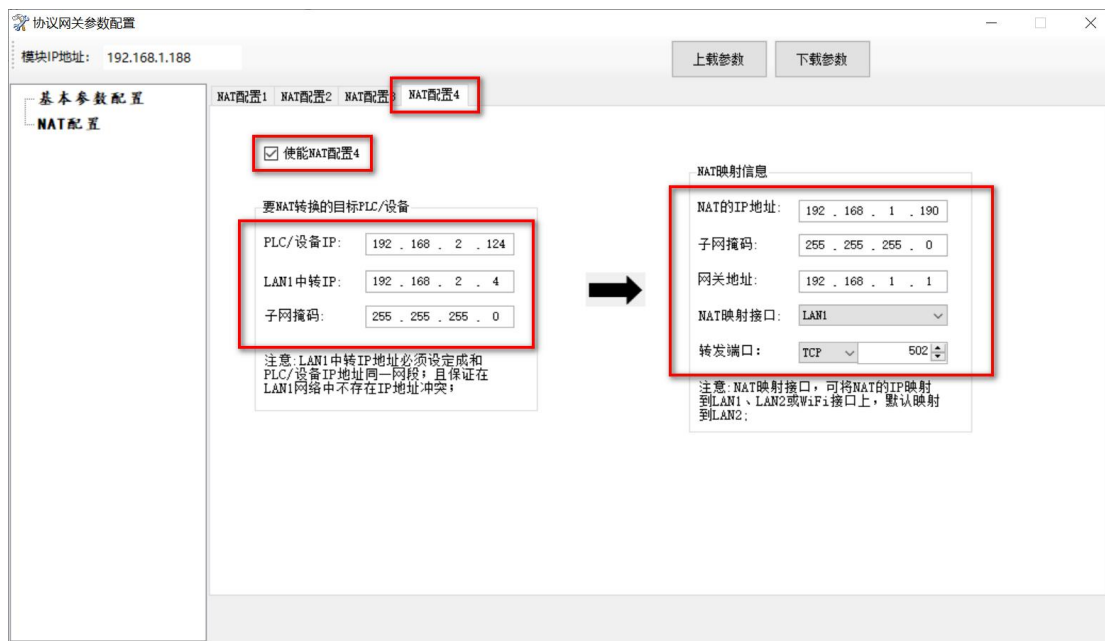 协议网关参数配置
模块IP地址: 192.168.1.188
上载参数 下载参数
基本参数配置
NAT配置
NAT配置1 NAT配置2 NAT配置3 NAT配置4
使能NAT配置4
要NAT转换的目标PLC/设备
PLC/设备IP: 192 . 168 . 2 . 124
LAN1中转IP: 192 . 168 . 2 . 4
子网掩码: 255 . 255 . 255 . 0
注意:LAN1中转IP地址必须设定成和
PLC/设备IP地址同一网段；且保证在
LAN1网络中不存在IP地址冲突；
NAT映射信息
NAT的IP地址: 192 . 168 . 1 . 190
子网掩码: 255 . 255 . 255 . 0
网关地址: 192 . 168 . 1 . 1
NAT映射接口: LAN1
转发端口： TCP 502
注意:NAT映射接口，可将NAT的IP映射
到LAN1、LAN2或WiFi接口上，默认映射
到LAN2;